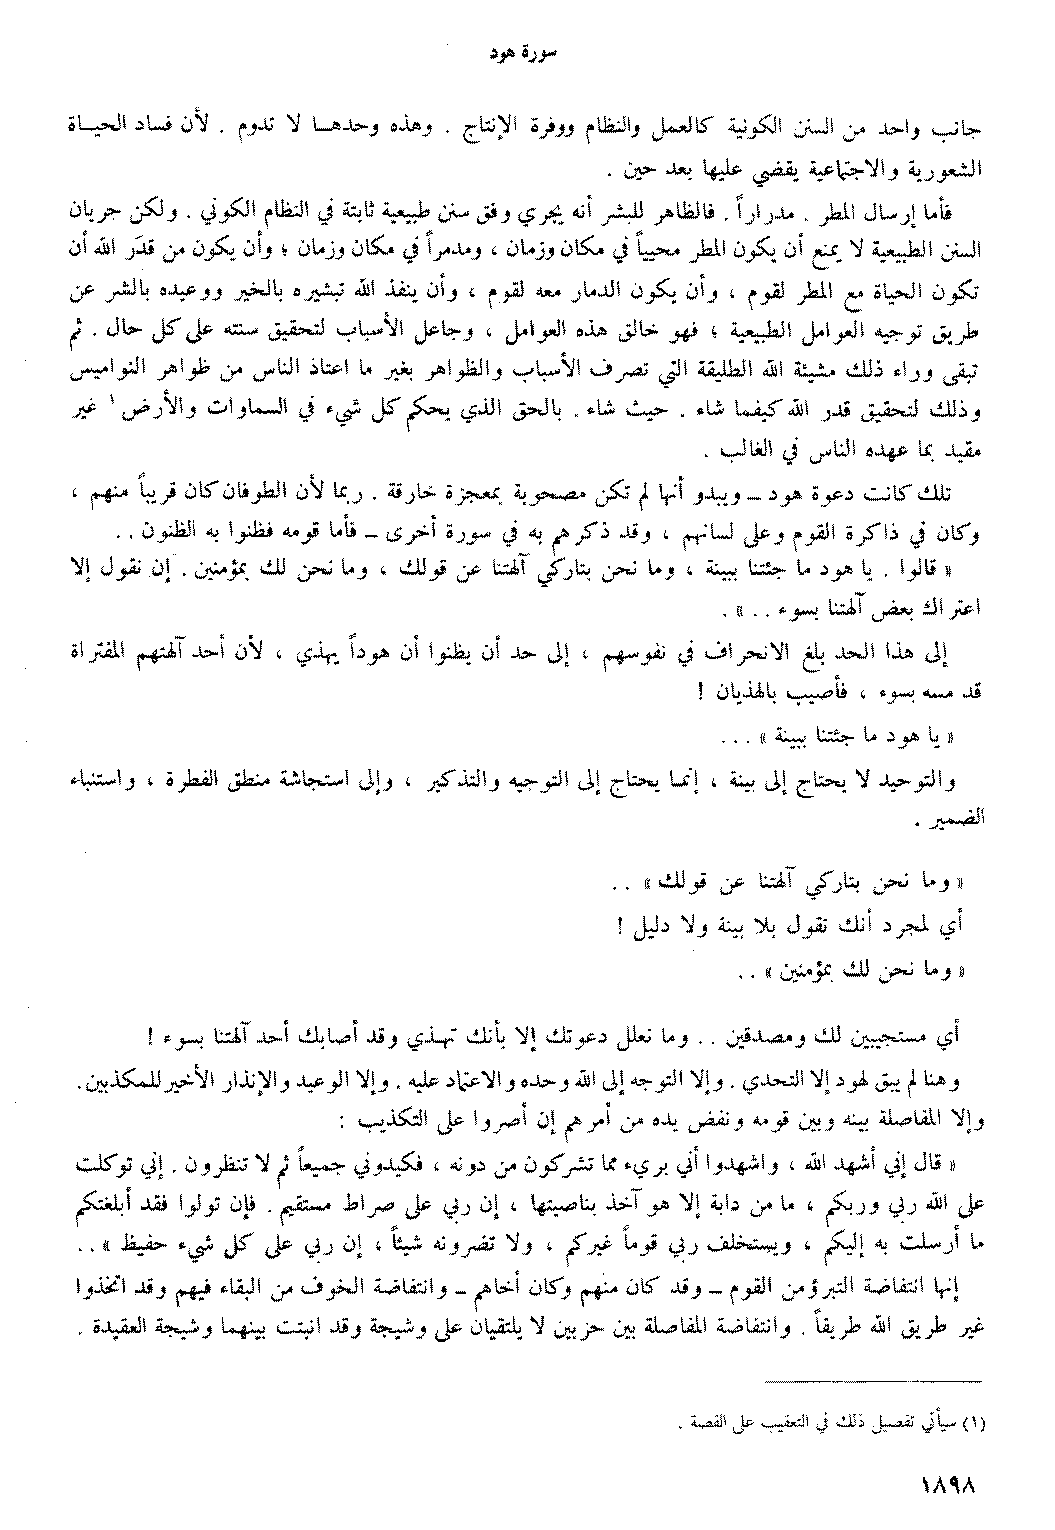 سورة هود
جانب واحد من السنن الكونية كالعمل والنظام ووفرة الإنتاج . وهذه وحدهـا لا تدوم . لأن فساد الحيـاة
الشعورية والاجتماعية يقضي عليها بعد حين .
فأما إرسال المطر . مدراراً . فالظاهر للبشر أنه يجري وفق سنن طبيعية ثابتة في النظام الكوني . ولكن جريان
السنن الطبيعية لا يمنع أن يكون المطر محيياً في مكان وزمان ، ومدمراً في مكان وزمان ؛ وأن يكون من قدَر الله أن
تكون الحياة مع المطر لقوم ، وأن يكون الدمار معه لقوم ، وأن ينفذ الله تبشيره بالخير ووعيده بالشر عن
طريق توجيه العوامل الطبيعية ؛ فهو خالق هذه العوامل ، وجاعل الأسباب لتحقيق سنته على كل حال . ثم
تبقى وراء ذلك مشيئة الله الطليقة التي تصرف الأسباب والظواهر بغير ما اعتاد الناس من ظواهر النواميس
وذلك لتحقيق قدر الله كيفما شاء . حيث شاء . بالحق الذي يحكم كل شيء في السماوات والأرض ١ غير
مقيد بما عهده الناس في الغالب .
تلك كانت دعوة هود – ويبدو أنها لم تكن مصحوبة بمعجزة خارقة . ربما لأن الطوفان كان قريباً منهم ،
وكان في ذاكرة القوم وعلى لسانهم ، وقد ذكرهم به في سورة أخرى – فأما قومه فظنوا به الظنون . .
« قالوا . يا هود ما جئتنا ببينة ، وما نحن بتاركي آلهتنا عن قولك ، وما نحن لك بمؤمنين . إن نقول إلا
اعتراك بعض آلهتنا بسوء . . » .
إلى هذا الحد بلغ الانحراف في نفوسهم ، إلى حد أن يظنوا أن هوداً يهذي ، لأن أحد آلهتهم المفتراة
قد مسه بسوء ، فأصيب بالهذيان !
« يا هود ما جئتنا ببينة » . . .
والتوحيد لا يحتاج إلى بينة ، إنمـا يحتاج إلى التوجيه والتذكير ، وإلى استجاشة منطق الفطرة ، واستنباء
الضمير .
« وما نحن بتاركي آلهتنا عن قولك » . .
أي لمجرد أنك تقول بلا بينة ولا دليل !
« وما نحن لك بمؤمنين » . .
أي مستجيبين لك ومصدقين . . وما نعلل دعوتك إلا بأنك تهذي وقد أصابك أحد آلهتنا بسوء !
وهنا لم يبق لهود إلا التحدي . وإلا التوجه إلى الله وحده والاعتماد عليه . وإلا الوعيد والإنذار الأخير للمكذبين .
وإلا المفاصلة بينه وبين قومه ونفض يده من أمرهم إن أصروا على التكذيب :
« قال إني أشهد الله ، واشهدوا أني بريء مما تشركون من دونه ، فكيدوني جميعاً ثم لا تنظرون . إني توكلت
على الله ربي وربكم ، ما من دابة إلا هو آخذ بناصيتها ، إن ربي على صراط مستقيم . فإن تولوا فقد أبلغتكم
ما أرسلت به إليكم ، ويستخلف ربي قوماً غيركم ، ولا تضرونه شيئاً ، إن ربي على كل شيء حفيظ » . .
إنها انتفاضة التبرؤ من القوم – وقد كان منهم وكان أخاهم – وانتفاضة الخوف من البقاء فيهم وقد اتخذوا
غير طريق الله طريقاً . وانتفاضة المفاصلة بين حزبين لا يلتقيان على وشيجة وقد انبتت بينهما وشيجة العقيدة .
(١) سيأتي تفصيل ذلك في التعقيب على القصة .
١٨٩٨